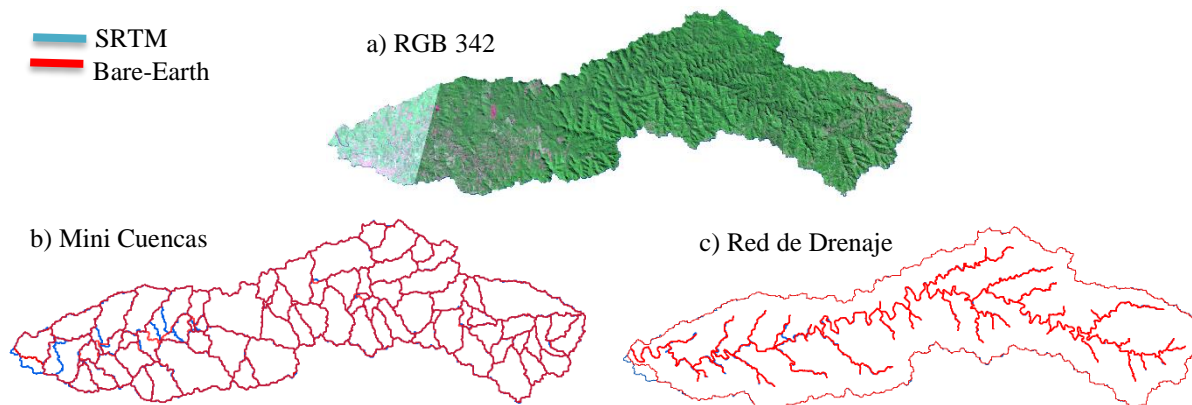 SRTM
Bare-Earth
a) RGB 342
b) Mini Cuencas
c) Red de Drenaje